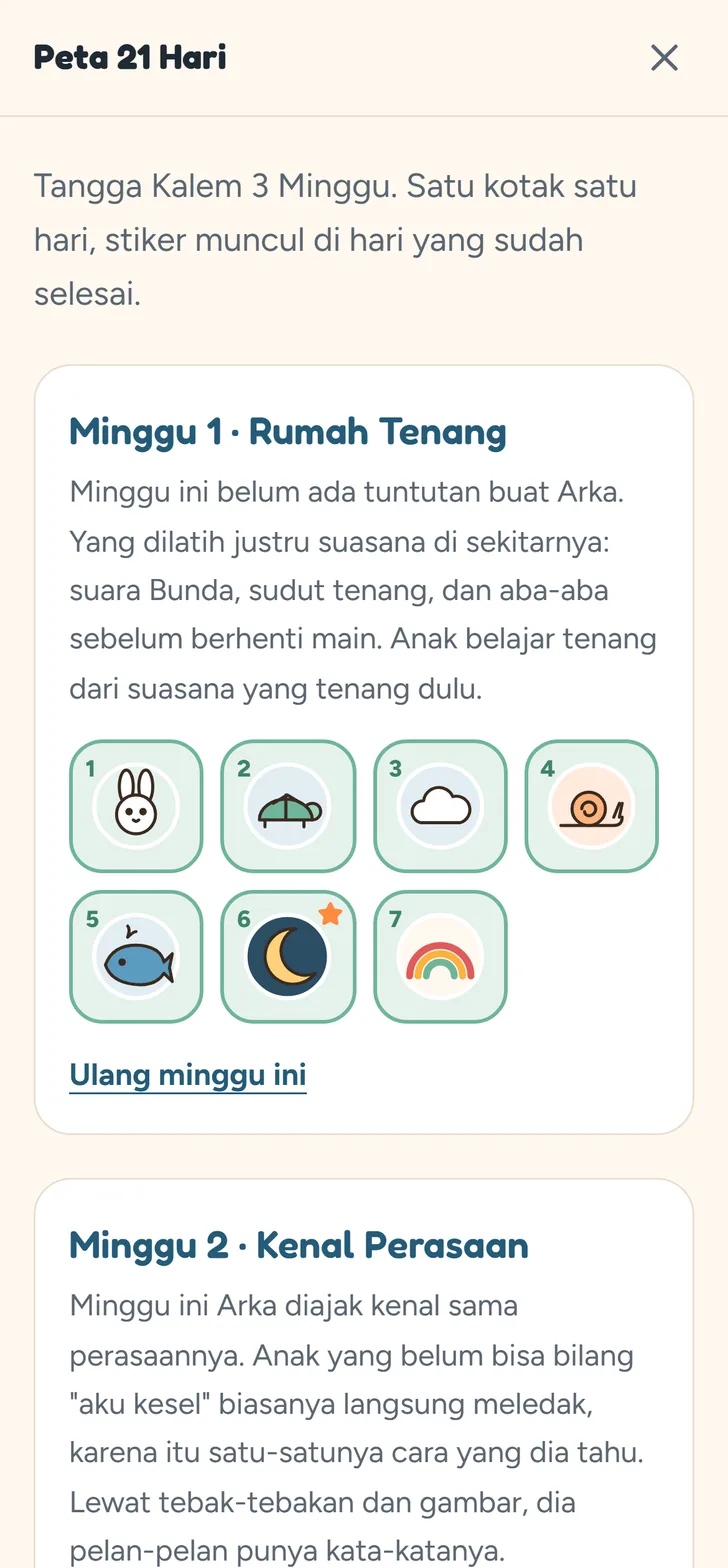 Peta 21 Hari
Tangga Kalem 3 Minggu. Satu kotak satu
hari, stiker muncul di hari yang sudah
selesai.
Minggu 1 · Rumah Tenang
Minggu ini belum ada tuntutan buat Arka.
Yang dilatih justru suasana di sekitarnya:
suara Bunda, sudut tenang, dan aba-aba
sebelum berhenti main. Anak belajar tenang
dari suasana yang tenang dulu.
1 2 3 4
5 6 7
Ulang minggu ini
Minggu 2 · Kenal Perasaan
Minggu ini Arka diajak kenal sama
perasaannya. Anak yang belum bisa bilang
"aku kesel" biasanya langsung meledak,
karena itu satu-satunya cara yang dia tahu.
Lewat tebak-tebakan dan gambar, dia
pelan-pelan punya kata-katanya.